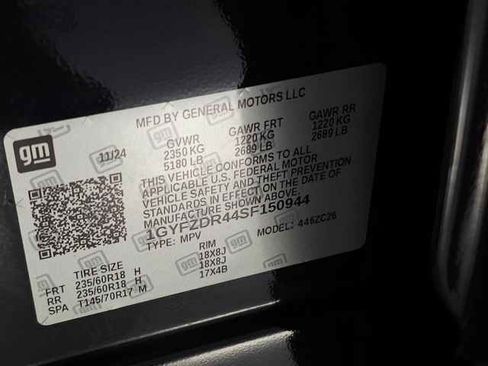 MFD BY GENERAL MOTORS LLC
gm
11/24
GVWR GAWR FRT GAWR RR
2350 KG 1220 KG 1220 KG
5180 LB 2689 LB 2689 LB
THIS VEHICLE CONFORMS TO ALL
APPLICABLE U.S. FEDERAL MOTOR
VEHICLE SAFETY AND THEFT PREVENTION
STANDARDS IN EFFECT ON THE DATE OF
MANUFACTURE SHOWN ABOVE.
1GYFZDR44SF150944
TYPE: MPV MODEL: 446ZC26
TIRE SIZE RIM
FRT 235/60R18 H 18X8J
RR 235/60R18 H 18X8J
SPA T145/70R17 M 17X4B